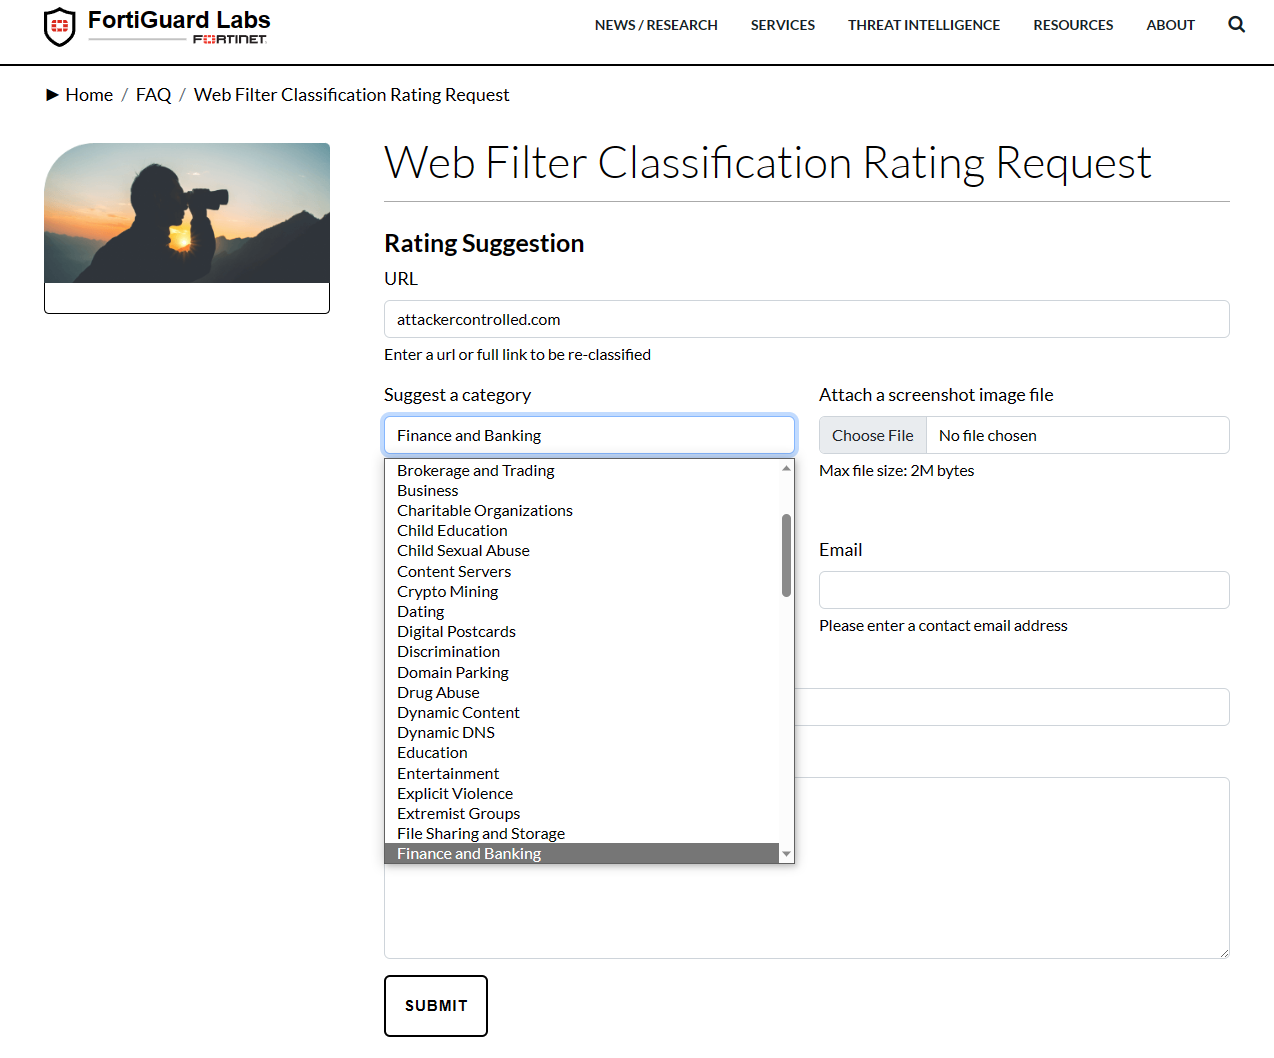 FortiGuard Labs
FORTINET
NEWS / RESEARCH SERVICES THREAT INTELLIGENCE RESOURCES ABOUT
Home / FAQ / Web Filter Classification Rating Request
Web Filter Classification Rating Request
Rating Suggestion
URL
attackercontrolled.com
Enter a url or full link to be re-classified
Suggest a category
Finance and Banking
Brokerage and Trading
Business
Charitable Organizations
Child Education
Child Sexual Abuse
Content Servers
Crypto Mining
Dating
Digital Postcards
Discrimination
Domain Parking
Drug Abuse
Dynamic Content
Dynamic DNS
Education
Entertainment
Explicit Violence
Extremist Groups
File Sharing and Storage
Finance and Banking
Attach a screenshot image file
Choose File No file chosen
Max file size: 2M bytes
Email
Please enter a contact email address
SUBMIT